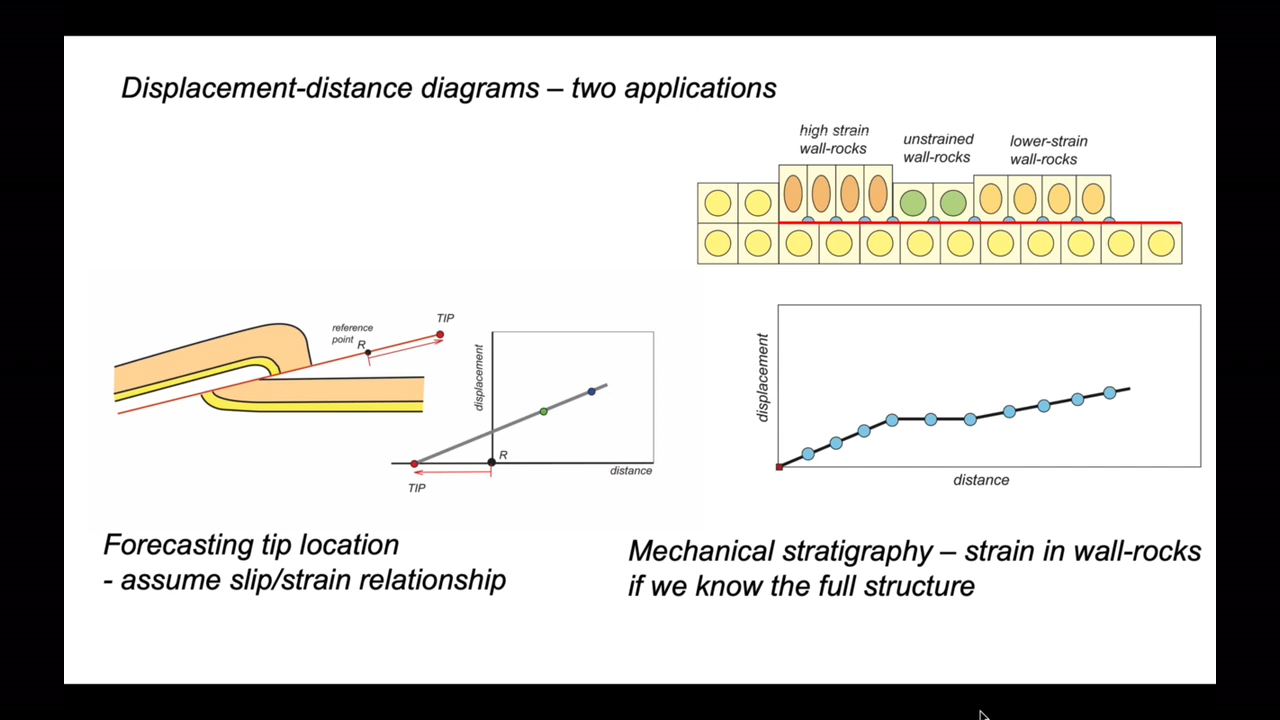 Displacement-distance diagrams – two applications
high strain
wall-rocks
unstrained
wall-rocks
lower-strain
wall-rocks
reference
point
R
TIP
displacement
R
distance
TIP
displacement
distance
Forecasting tip location
- assume slip/strain relationship
Mechanical stratigraphy – strain in wall-rocks
if we know the full structure